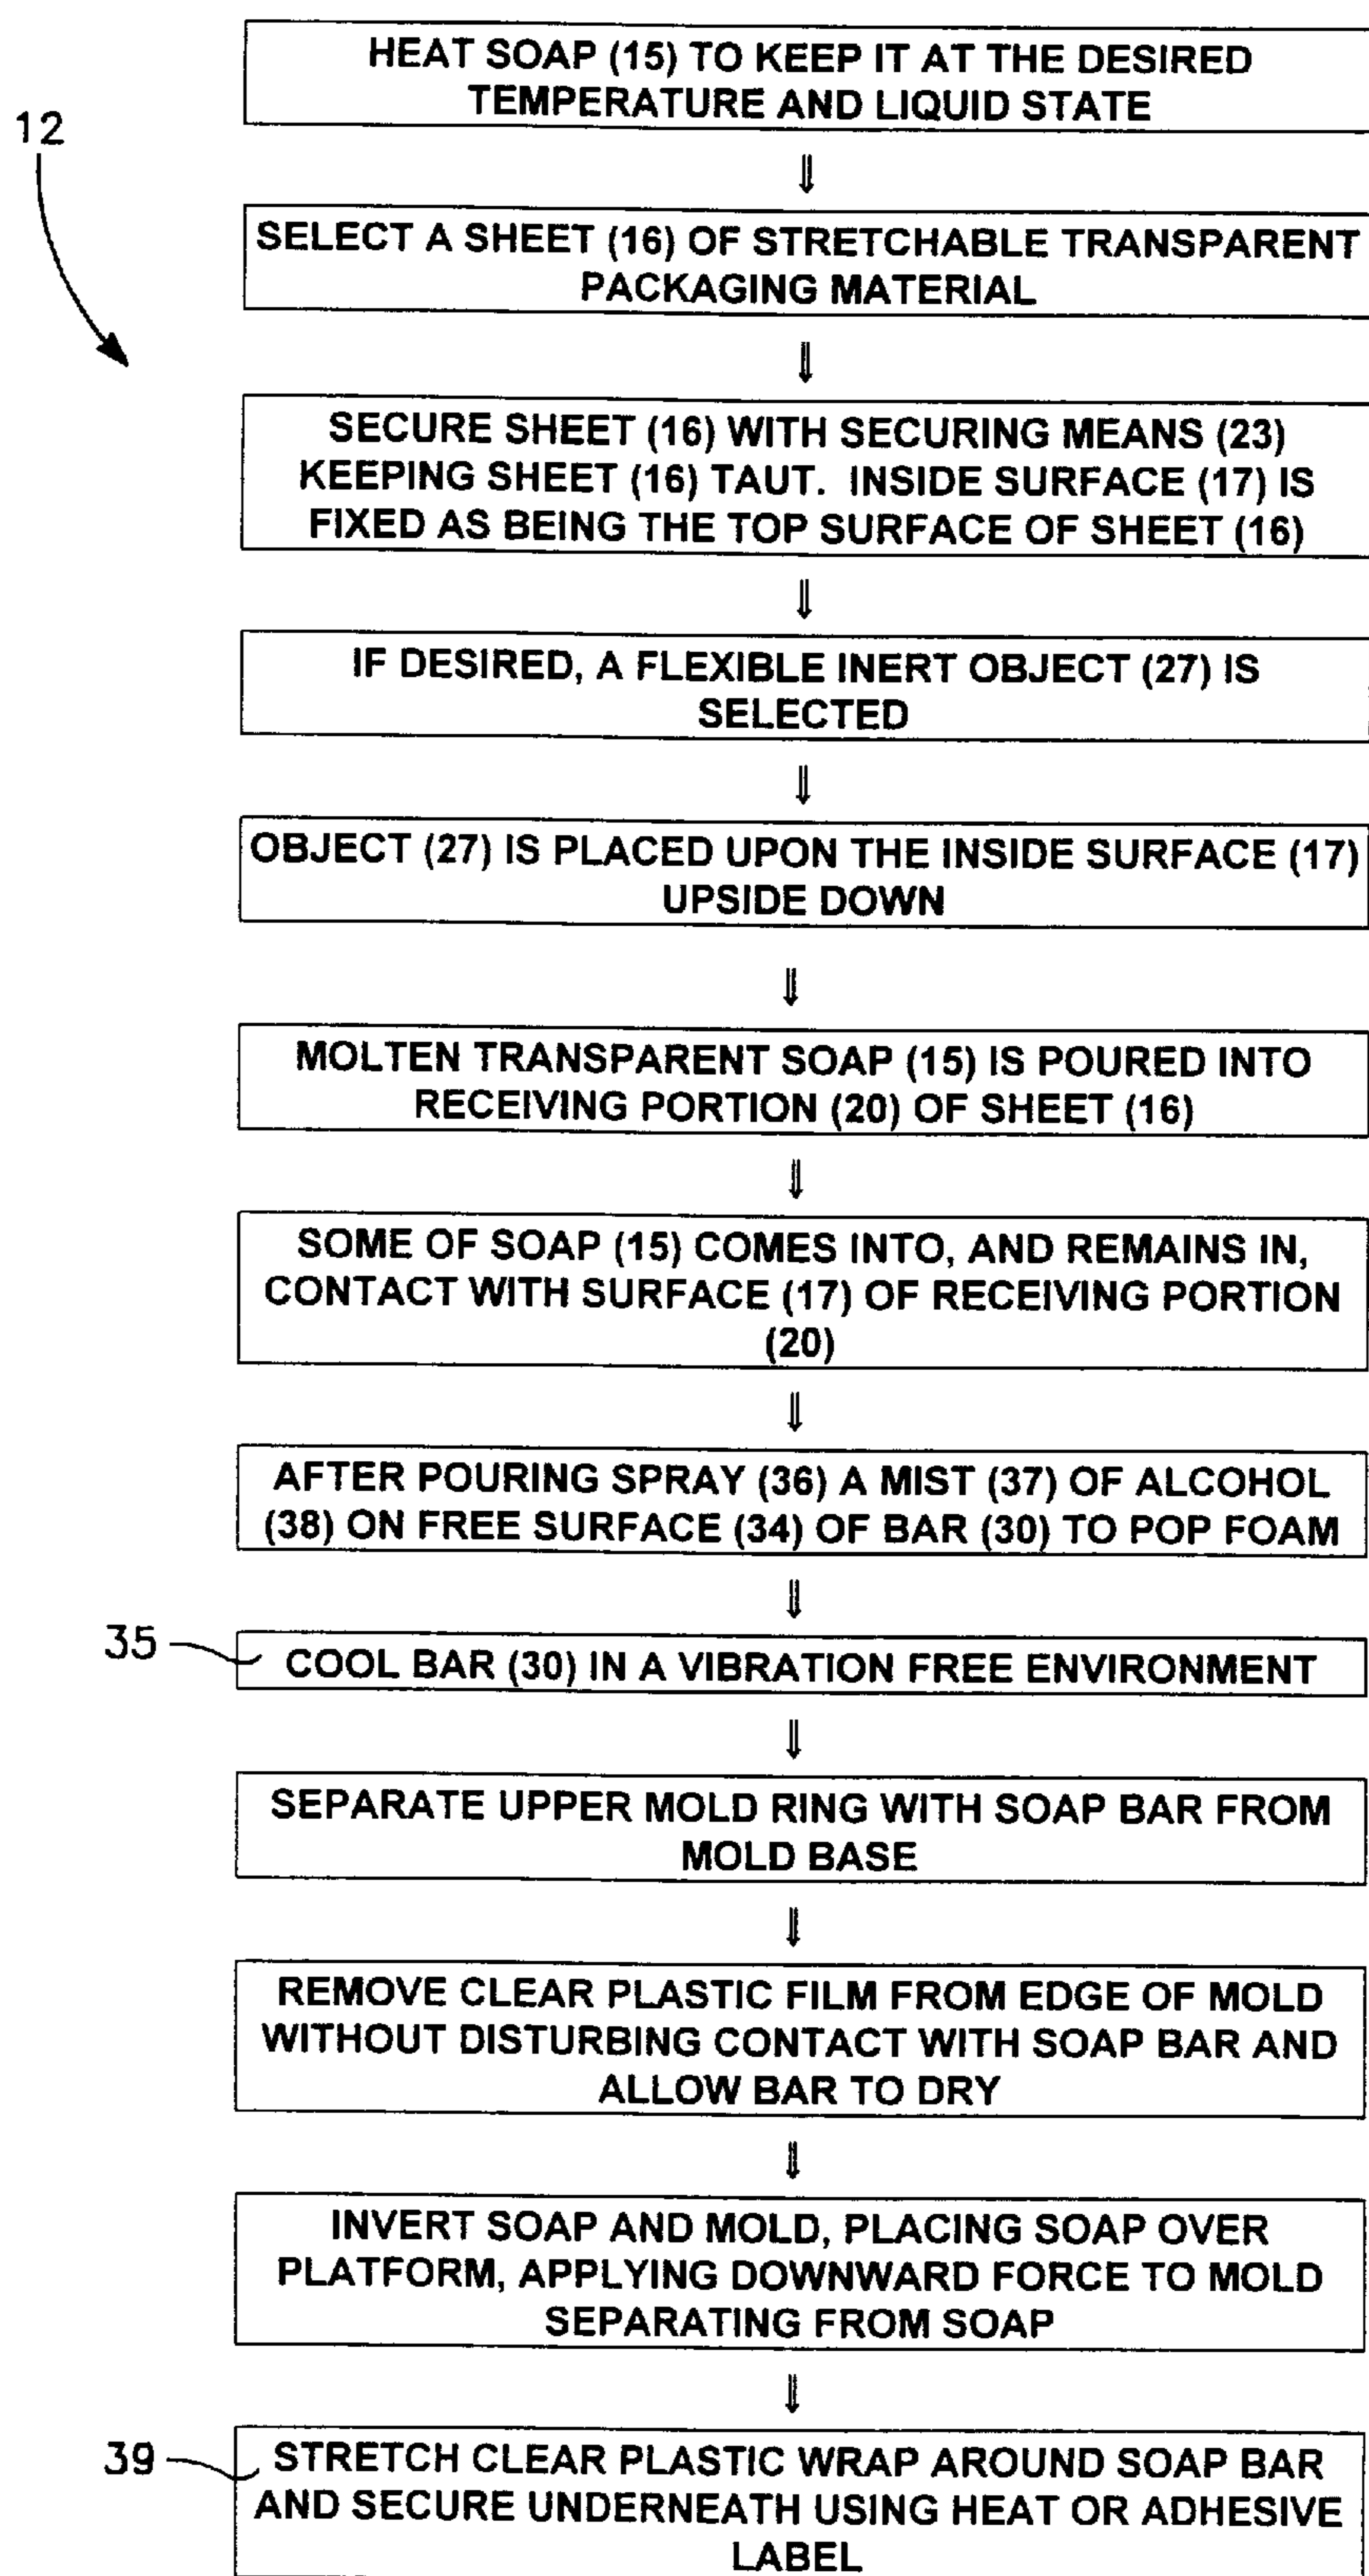 HEAT SOAP (15) TO KEEP IT AT THE DESIRED
TEMPERATURE AND LIQUID STATE
12
SELECT A SHEET (16) OF STRETCHABLE TRANSPARENT
PACKAGING MATERIAL
SECURE SHEET (16) WITH SECURING MEANS (23)
KEEPING SHEET (16) TAUT. INSIDE SURFACE (17) IS
FIXED AS BEING THE TOP SURFACE OF SHEET (16)
IF DESIRED, A FLEXIBLE INERT OBJECT (27) IS
SELECTED
OBJECT (27) IS PLACED UPON THE INSIDE SURFACE (17)
UPSIDE DOWN
MOLTEN TRANSPARENT SOAP (15) IS POURED INTO
RECEIVING PORTION (20) OF SHEET (16)
SOME OF SOAP (15) COMES INTO, AND REMAINS IN,
CONTACT WITH SURFACE (17) OF RECEIVING PORTION
(20)
AFTER POURING SPRAY (36) A MIST (37) OF ALCOHOL
(38) ON FREE SURFACE (34) OF BAR (30) TO POP FOAM
35
COOL BAR (30) IN A VIBRATION FREE ENVIRONMENT
SEPARATE UPPER MOLD RING WITH SOAP BAR FROM
MOLD BASE
REMOVE CLEAR PLASTIC FILM FROM EDGE OF MOLD
WITHOUT DISTURBING CONTACT WITH SOAP BAR AND
ALLOW BAR TO DRY
INVERT SOAP AND MOLD, PLACING SOAP OVER
PLATFORM, APPLYING DOWNWARD FORCE TO MOLD
SEPARATING FROM SOAP
39
STRETCH CLEAR PLASTIC WRAP AROUND SOAP BAR
AND SECURE UNDERNEATH USING HEAT OR ADHESIVE
LABEL